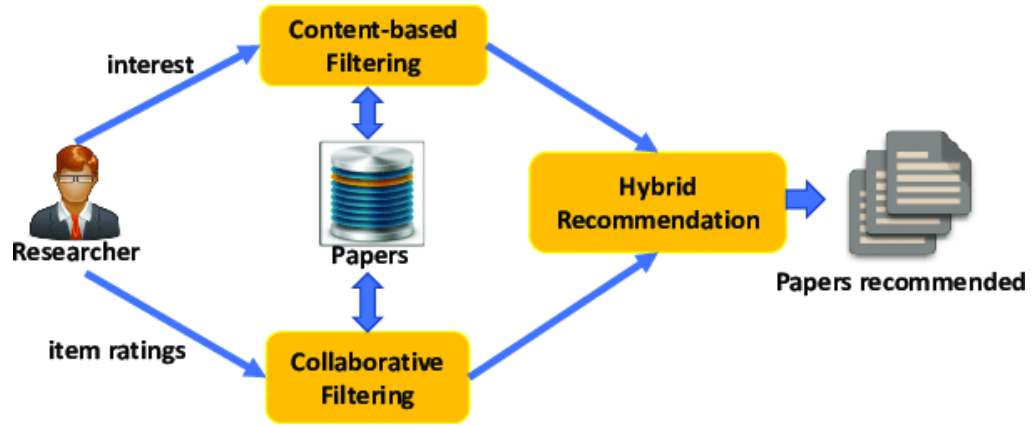 Content-based
Filtering
interest
Hybrid
Recommendation
Researcher
Papers
Papers recommended
item ratings
Collaborative
Filtering